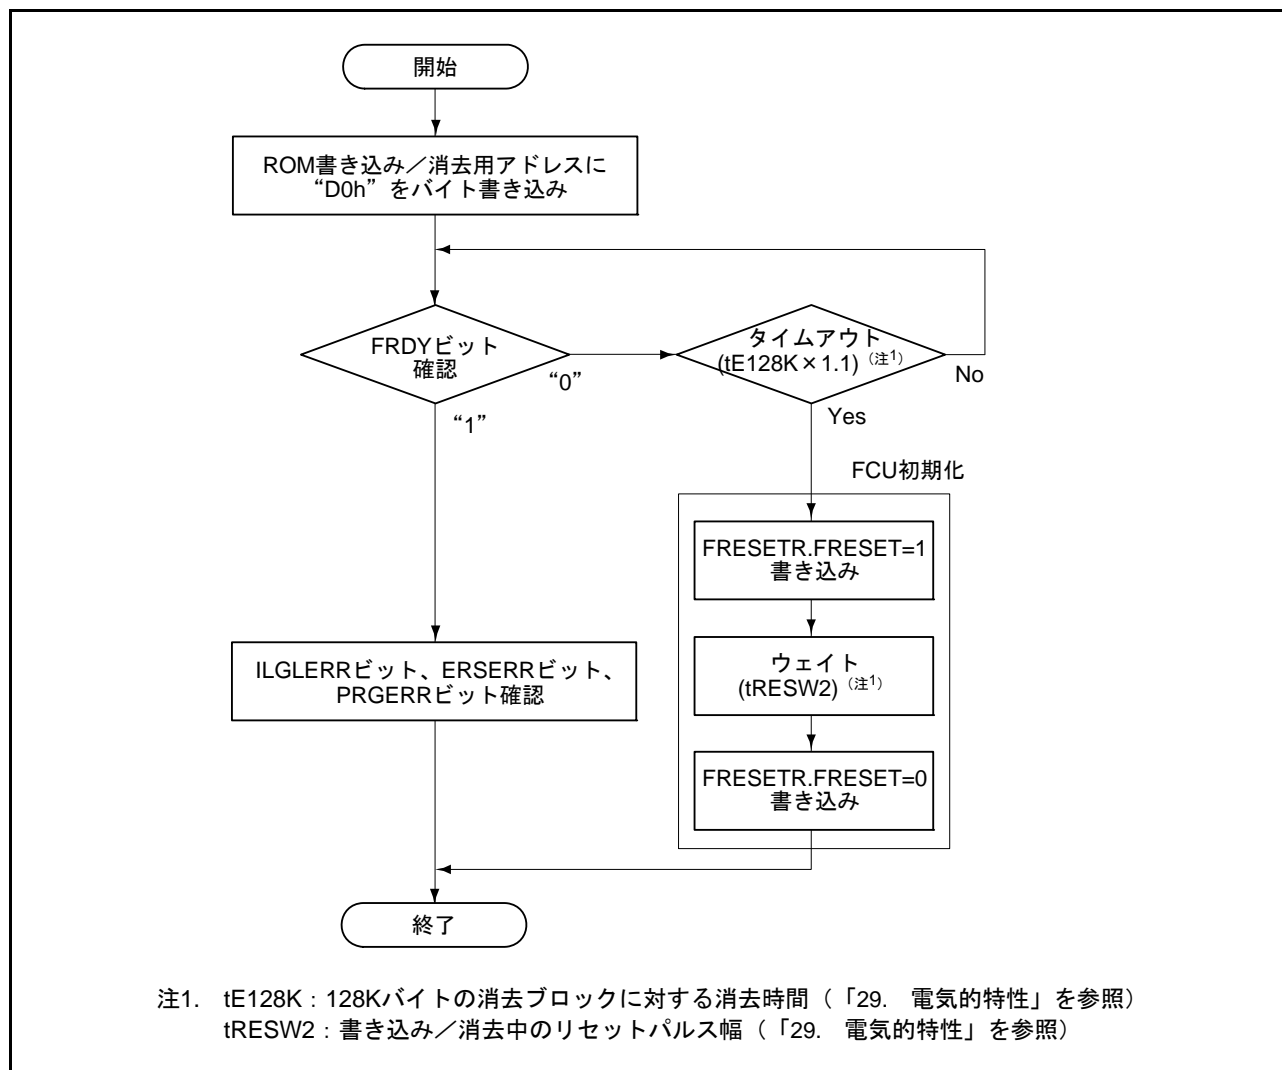 開始
ROM書き込み／消去用アドレスに
“D0h”をバイト書き込み
FRDYビット
確認
“0”
“1”
タイムアウト
(tE128K×1.1)（注1）
No
Yes
FCU初期化
FRESETR.FRESET=1
書き込み
ウェイト
(tRESW2)（注1）
FRESETR.FRESET=0
書き込み
ILGLERRビット、ERSERRビット、
PRGERRビット確認
終了
注1. tE128K：128Kバイトの消去ブロックに対する消去時間（「29. 電気的特性」を参照）
tRESW2：書き込み／消去中のリセットパルス幅（「29. 電気的特性」を参照）